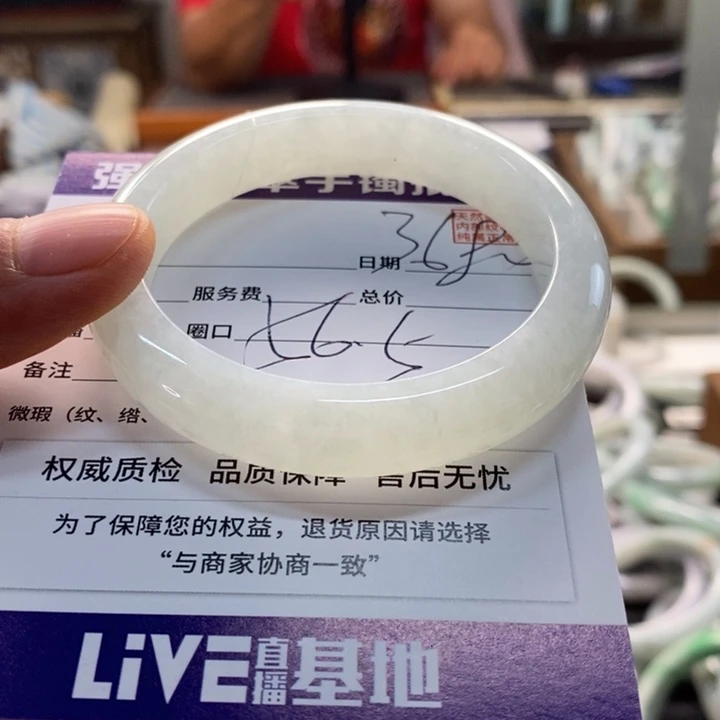 强
天然
日期 368
服务费 总价
圈口 56.5
备注
微瑕（纹、绺、
权威质检 品质保障 售后无忧
为了保障您的权益，退货原因请选择
“与商家协商一致”
LiVE直播基地